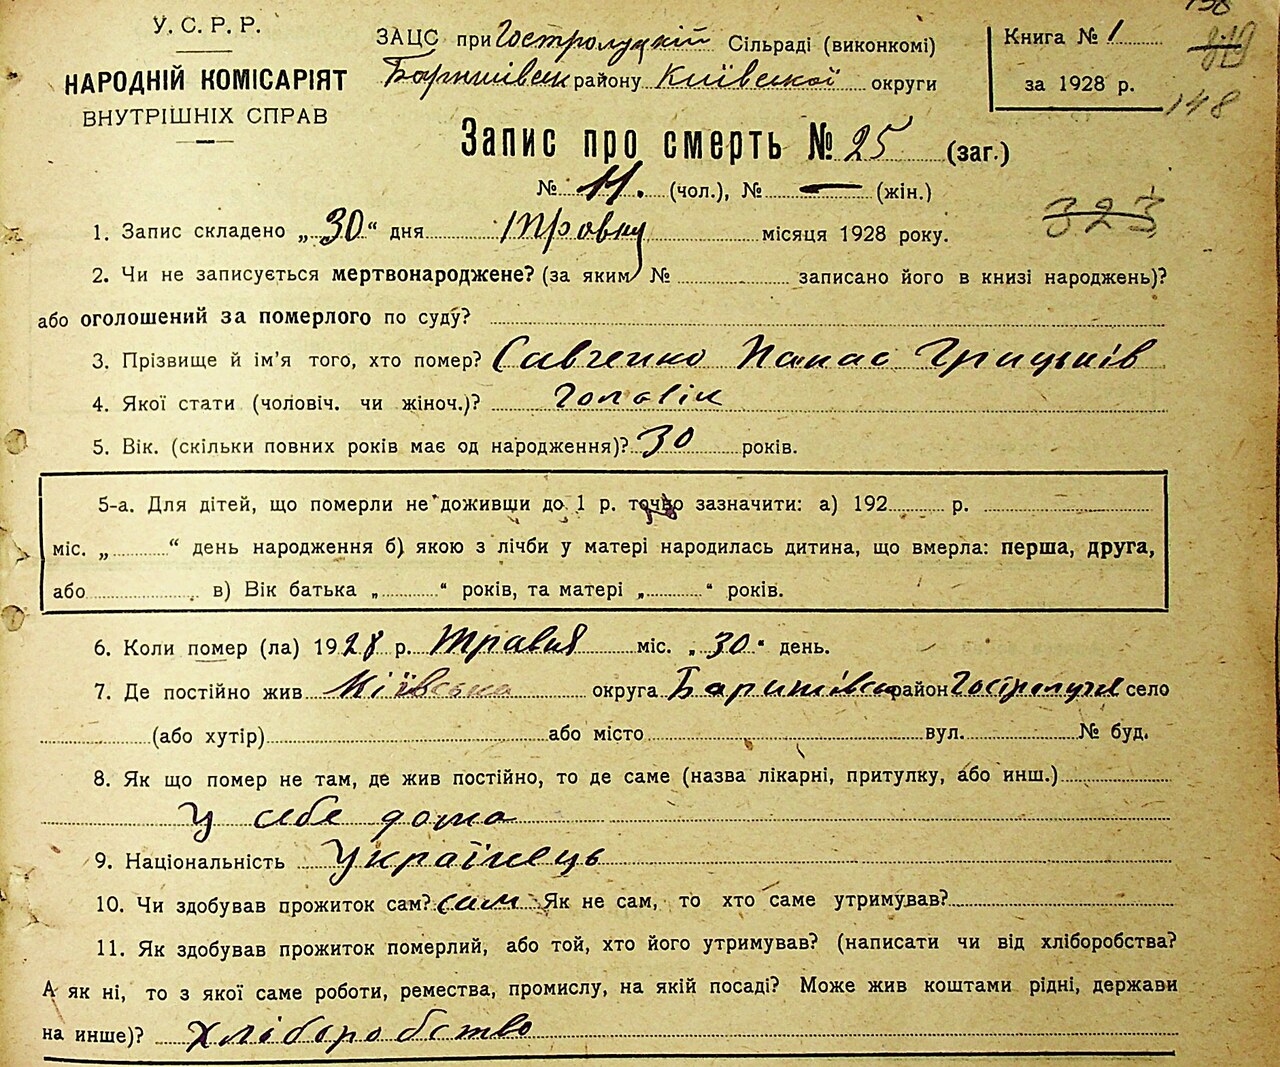 У. С. Р. Р.
НАРОДНІЙ КОМІСАРІЯТ
ВНУТРІШНІХ СПРАВ
ЗАЦС при Гостролуцкій Сільраді (виконкомі)
Баришівськ району Київської округи
Книга № 1
за 1928 р.
148
Запис про смерть № 25 (заг.)
№ 11. (чол.), № — (жін.)
323
1. Запис складено „30“ дня Травня місяця 1928 року.
2. Чи не записується мертвонароджене? (за яким № записано його в книзі народжень)?
або оголошений за померлого по суду?
3. Прізвище й ім'я того, хто помер? Савченко Панас Грицьків
4. Якої стати (чоловіч. чи жіноч.)? Чоловік
5. Вік. (скільки повних років має од народження)? 30 років.
5-а. Для дітей, що померли не доживши до 1 р. точно зазначити: а) 192 р.
міс. „ “ день народження б) якою з лічби у матері народилась дитина, що вмерла: перша, друга,
або в) Вік батька „ “ років, та матері „ “ років.
6. Коли помер (ла) 1928 р. Травня міс. „30“ день.
7. Де постійно жив Київська округа Баришівськ район Гостролуччя село
(або хутір) або місто вул. № буд.
8. Як що помер не там, де жив постійно, то де саме (назва лікарні, притулку, або инш.)
У себе дома
9. Національність Українець
10. Чи здобував прожиток сам? сам Як не сам, то хто саме утримував?
11. Як здобував прожиток померлий, або той, хто його утримував? (написати чи від хліборобства?
А як ні, то з якої саме роботи, ремества, промислу, на якій посаді? Може жив коштами рідні, держави
на инше)? Хліборобство